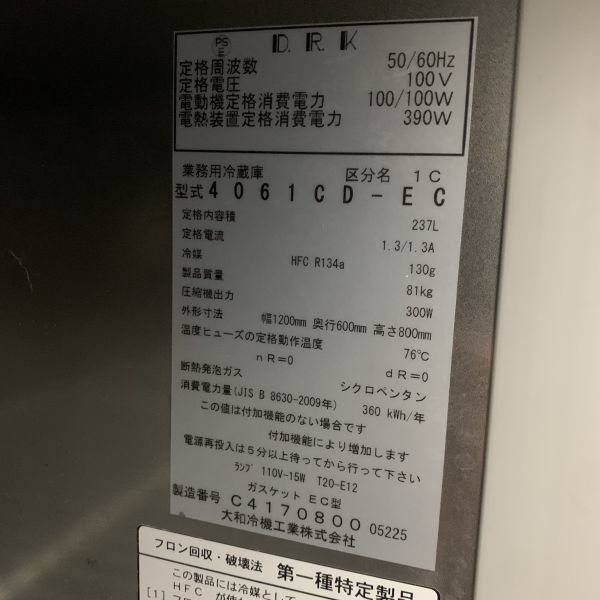 PS E D.R.K
定格周波数 50/60Hz
定格電圧 100V
電動機定格消費電力 100/100W
電熱装置定格消費電力 390W
業務用冷蔵庫 区分名 1C
型式 4061CD-EC
定格内容積 237L
定格電流 1.3/1.3A
冷媒 HFC R134a 130g
製品質量 81kg
圧縮機出力 300W
外形寸法 幅1200mm 奥行600mm 高さ800mm
温度ヒューズの定格動作温度 76℃
nR=0 dR=0
断熱発泡ガス シクロペンタン
消費電力量(JIS B 8630-2009年) 360 kWh/年
この値は付加機能のない場合です
付加機能により増加します
電源再投入は5分以上待ってから行って下さい
ランプ 110V-15W T20-E12
ガスケット EC型
製造番号 C4170800 05225
大和冷機工業株式会社
フロン回収・破壊法 第一種特定製品
この製品には冷媒として
HFC が使
[1] フロ